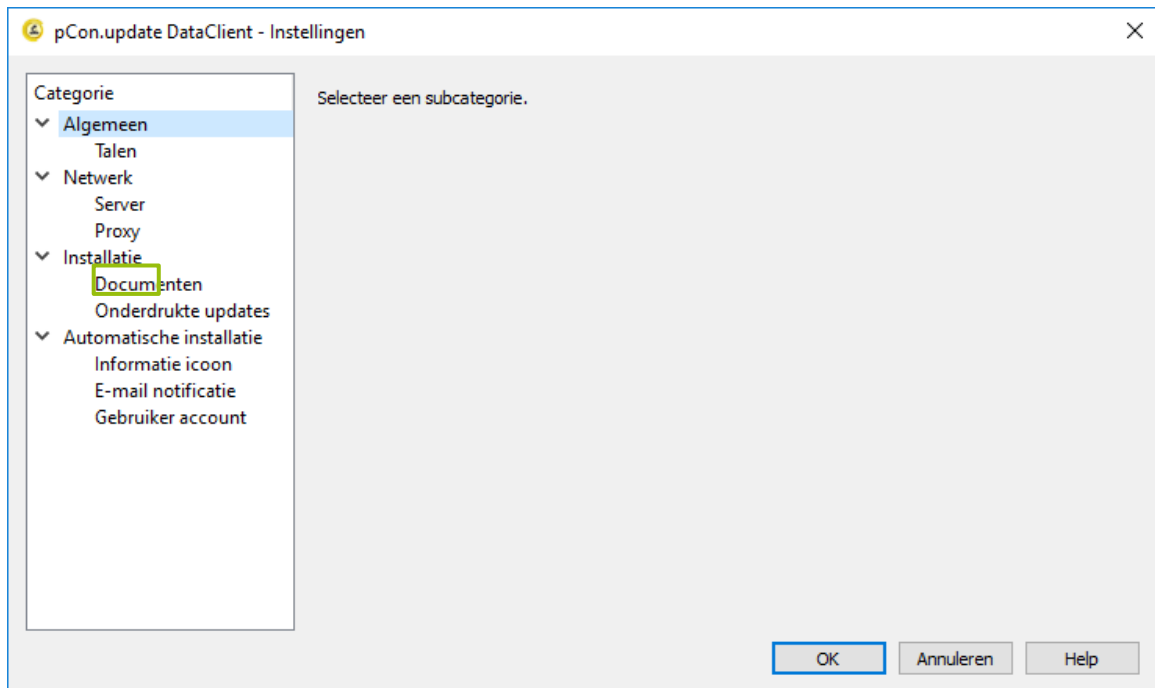 pCon.update DataClient - Instellingen
Categorie
Algemeen
Talen
Netwerk
Server
Proxy
Installatie
Documenten
Onderdrukte updates
Automatische installatie
Informatie icoon
E-mail notificatie
Gebruiker account
Selecteer een subcategorie.
OK
Annuleren
Help